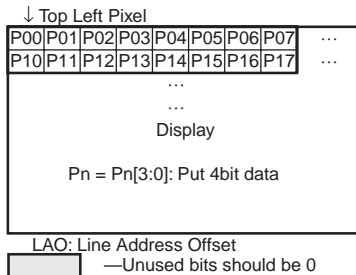 ↓ Top Left Pixel
P00 P01 P02 P03 P04 P05 P06 P07 …
P10 P11 P12 P13 P14 P15 P16 P17 …
…
…
Display
Pn = Pn[3:0]: Put 4bit data
LAO: Line Address Offset
—Unused bits should be 0